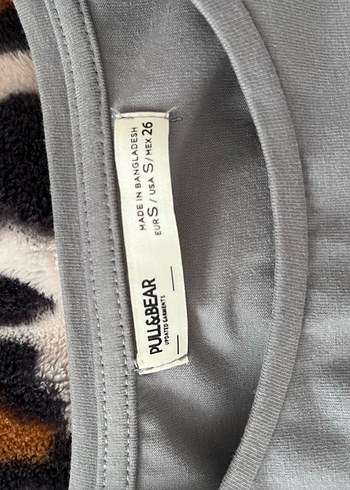 PULL&BEAR
UPDATED GARMENTS
MADE IN BANGLADESH
EUR S / USA S / MEX 26